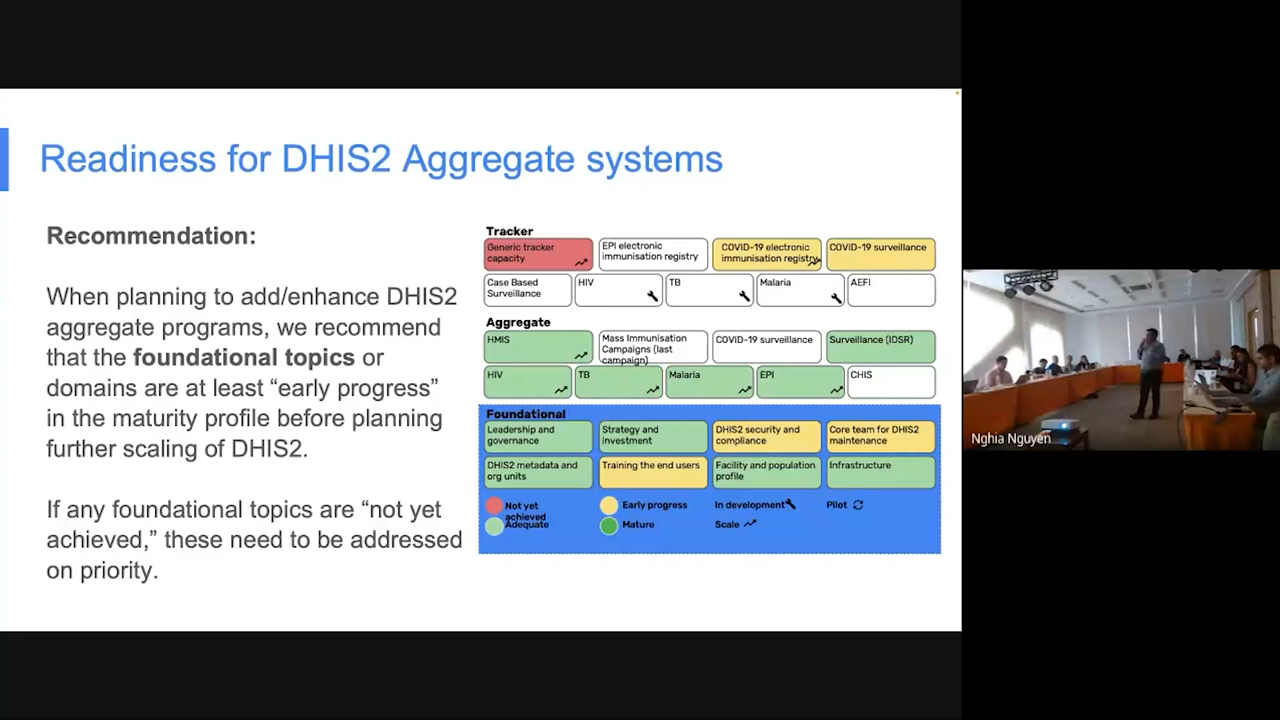 Readiness for DHIS2 Aggregate systems
Recommendation:
When planning to add/enhance DHIS2
aggregate programs, we recommend
that the foundational topics or
domains are at least “early progress”
in the maturity profile before planning
further scaling of DHIS2.
If any foundational topics are “not yet
achieved,” these need to be addressed
on priority.
Tracker
Generic tracker
capacity
EPI electronic
immunisation registry
COVID-19 electronic
immunisation registry
COVID-19 surveillance
Case Based
Surveillance
HIV
TB
Malaria
AEFI
Aggregate
HMIS
Mass Immunisation
Campaigns (last
campaign)
COVID-19 surveillance
Surveillance (IDSR)
HIV
TB
Malaria
EPI
CHIS
Foundational
Leadership and
governance
Strategy and
investment
DHIS2 security and
compliance
Core team for DHIS2
maintenance
DHIS2 metadata and
org units
Training the end users
Facility and population
profile
Infrastructure
Not yet
achieved
Early progress
In development
Pilot
Adequate
Mature
Scale
Nghia Nguyen